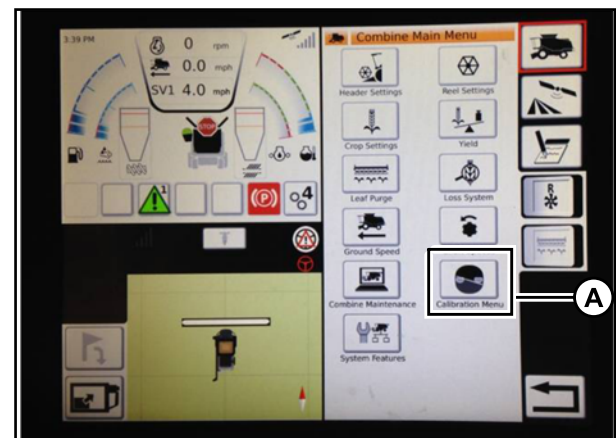 3:39 PM
0 rpm
0.0 mph
SV1 4.0 mph
STOP
1
(P)
4
Combine Main Menu
Header Settings
Reel Settings
Crop Settings
Yield
Leaf Purge
Loss System
Ground Speed
Combine Maintenance
Calibration Menu
System Features
R
A